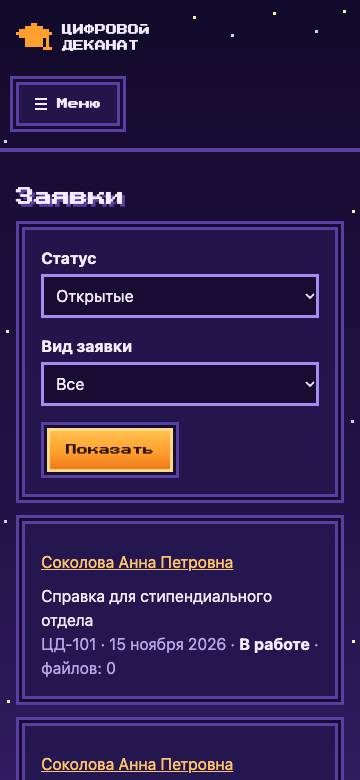 ЦИФРОВОЙ
ДЕКАНАТ
☰ Меню
Заявки
Статус
Открытые
Вид заявки
Все
Показать
Соколова Анна Петровна
Справка для стипендиального
отдела
ЦД-101 · 15 ноября 2026 · В работе ·
файлов: 0
Соколова Анна Петровна